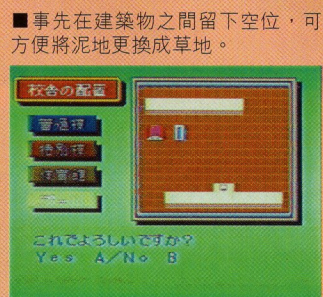 ■事先在建築物之間留下空位，可
方便將泥地更換成草地。
校舎の配置
普通棟
特別棟
体育館
これでよろしいですか？
Yes A／No B